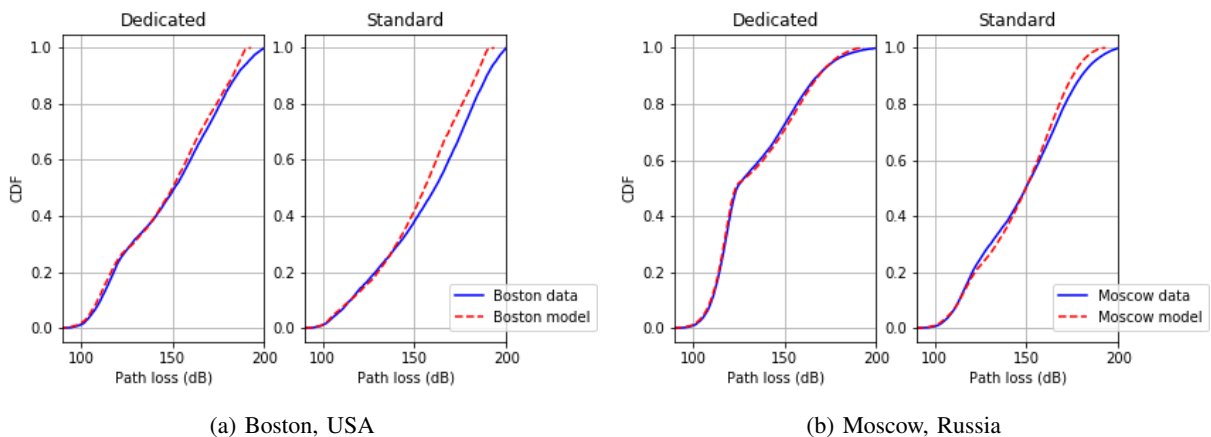 Dedicated
Standard
Dedicated
Standard
1.0
0.8
0.6
0.4
0.2
0.0
CDF
100
150
200
Path loss (dB)
1.0
0.8
0.6
0.4
0.2
0.0
100
150
200
Path loss (dB)
Boston data
Boston model
1.0
0.8
0.6
0.4
0.2
0.0
CDF
100
150
200
Path loss (dB)
1.0
0.8
0.6
0.4
0.2
0.0
100
150
200
Path loss (dB)
Moscow data
Moscow model
(a) Boston, USA
(b) Moscow, Russia